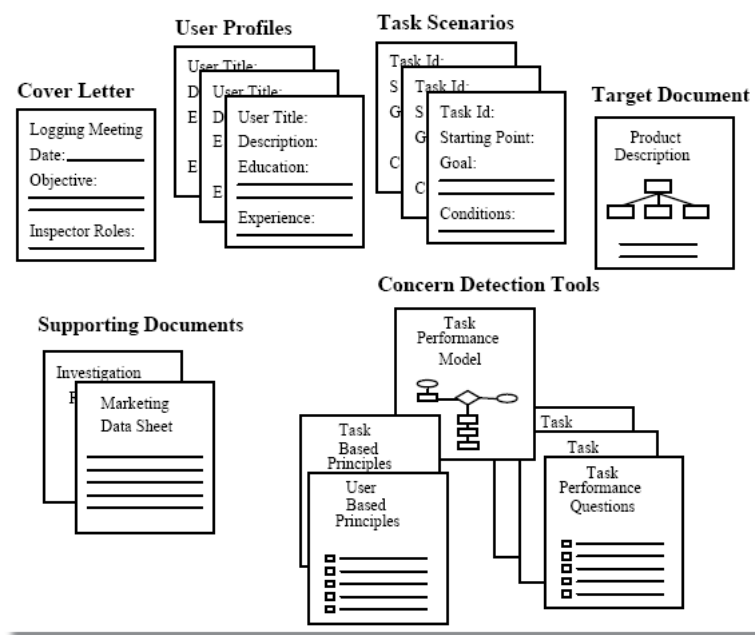 User Profiles
Task Scenarios
Cover Letter
Target Document
User Title:
D
E
E
User Title:
D
E
E
User Title:
Description:
Education:
Experience:
Task Id:
S
G
C
Task Id:
S
G
C
Task Id:
Starting Point:
Goal:
Conditions:
Logging Meeting
Date:
Objective:
Inspector Roles:
Product
Description
Concern Detection Tools
Supporting Documents
Investigation
Marketing
Data Sheet
Task
Performance
Model
Task
Based
Principles
User
Based
Principles
Task
Task
Task
Performance
Questions